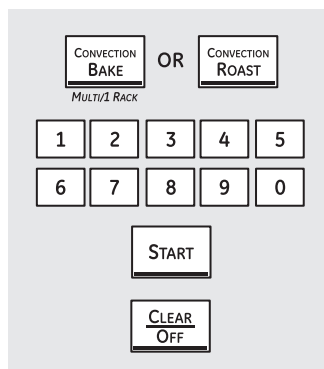 CONVECTION OR CONVECTION
BAKE ROAST
MULTI/1 RACK
1 2 3 4 5
6 7 8 9 0
START
CLEAR
OFF